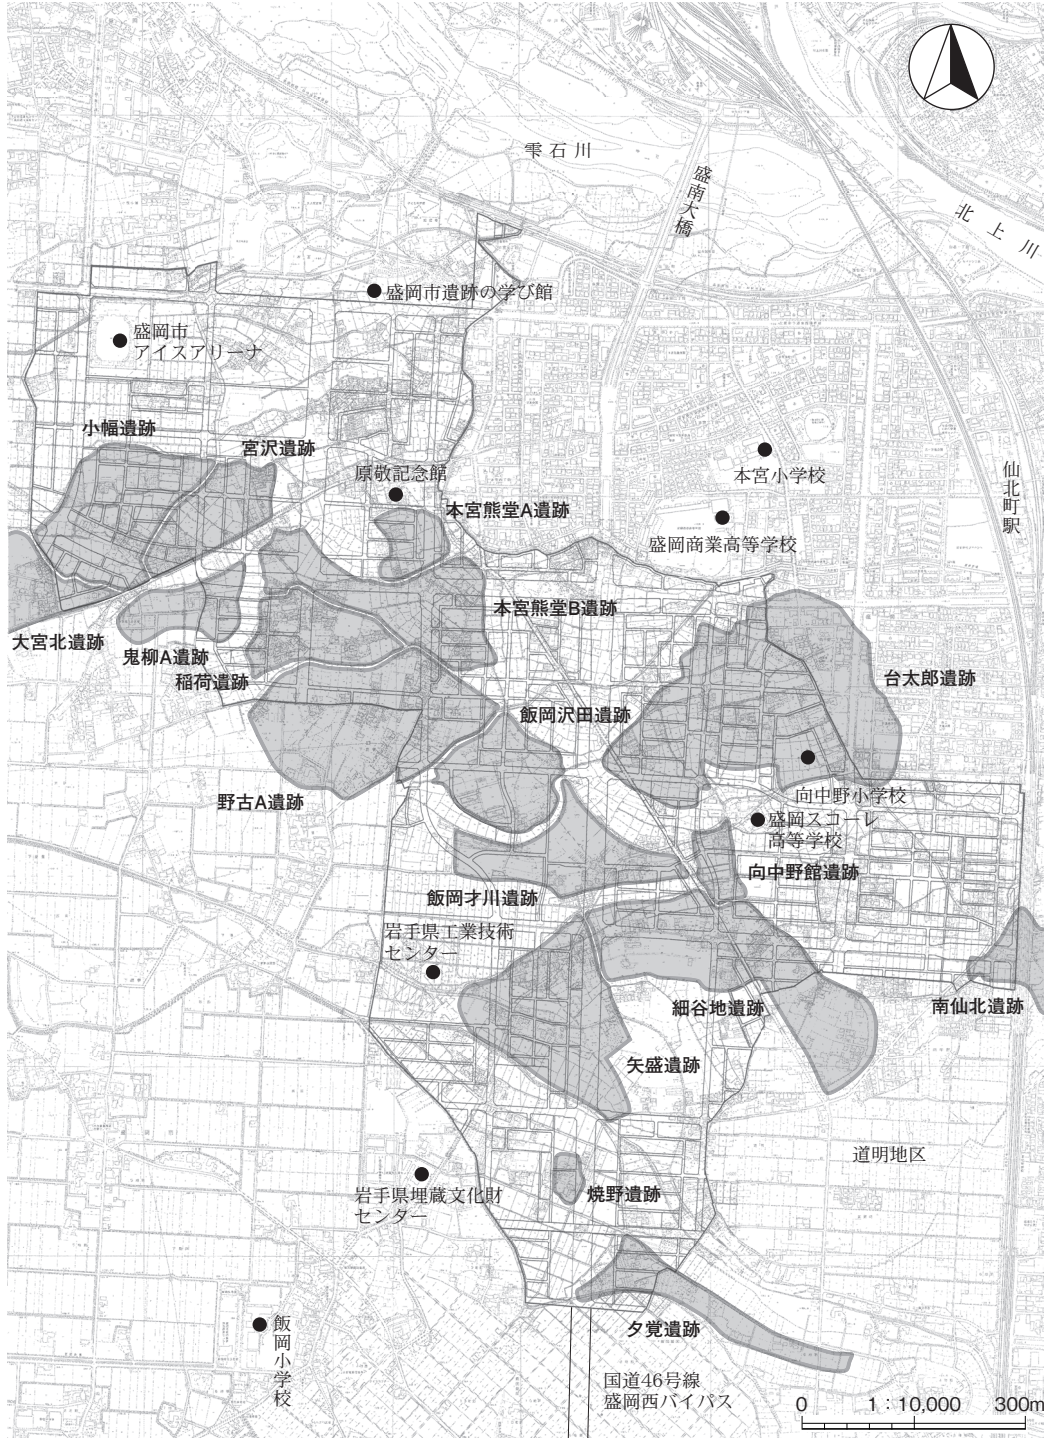 雫石川
盛南大橋
北上川
盛岡市遺跡の学び館
盛岡市
アイスアリーナ
小幅遺跡
宮沢遺跡
原敬記念館
本宮熊堂A遺跡
本宮小学校
仙北町駅
盛岡商業高等学校
本宮熊堂B遺跡
大宮北遺跡
鬼柳A遺跡
稲荷遺跡
台太郎遺跡
飯岡沢田遺跡
野古A遺跡
向中野小学校
盛岡スコーレ
高等学校
向中野館遺跡
飯岡才川遺跡
岩手県工業技術
センター
細谷地遺跡
南仙北遺跡
矢盛遺跡
道明地区
岩手県埋蔵文化財
センター
焼野遺跡
飯岡小学校
夕覚遺跡
国道46号線
盛岡西バイパス
0 1:10,000 300m